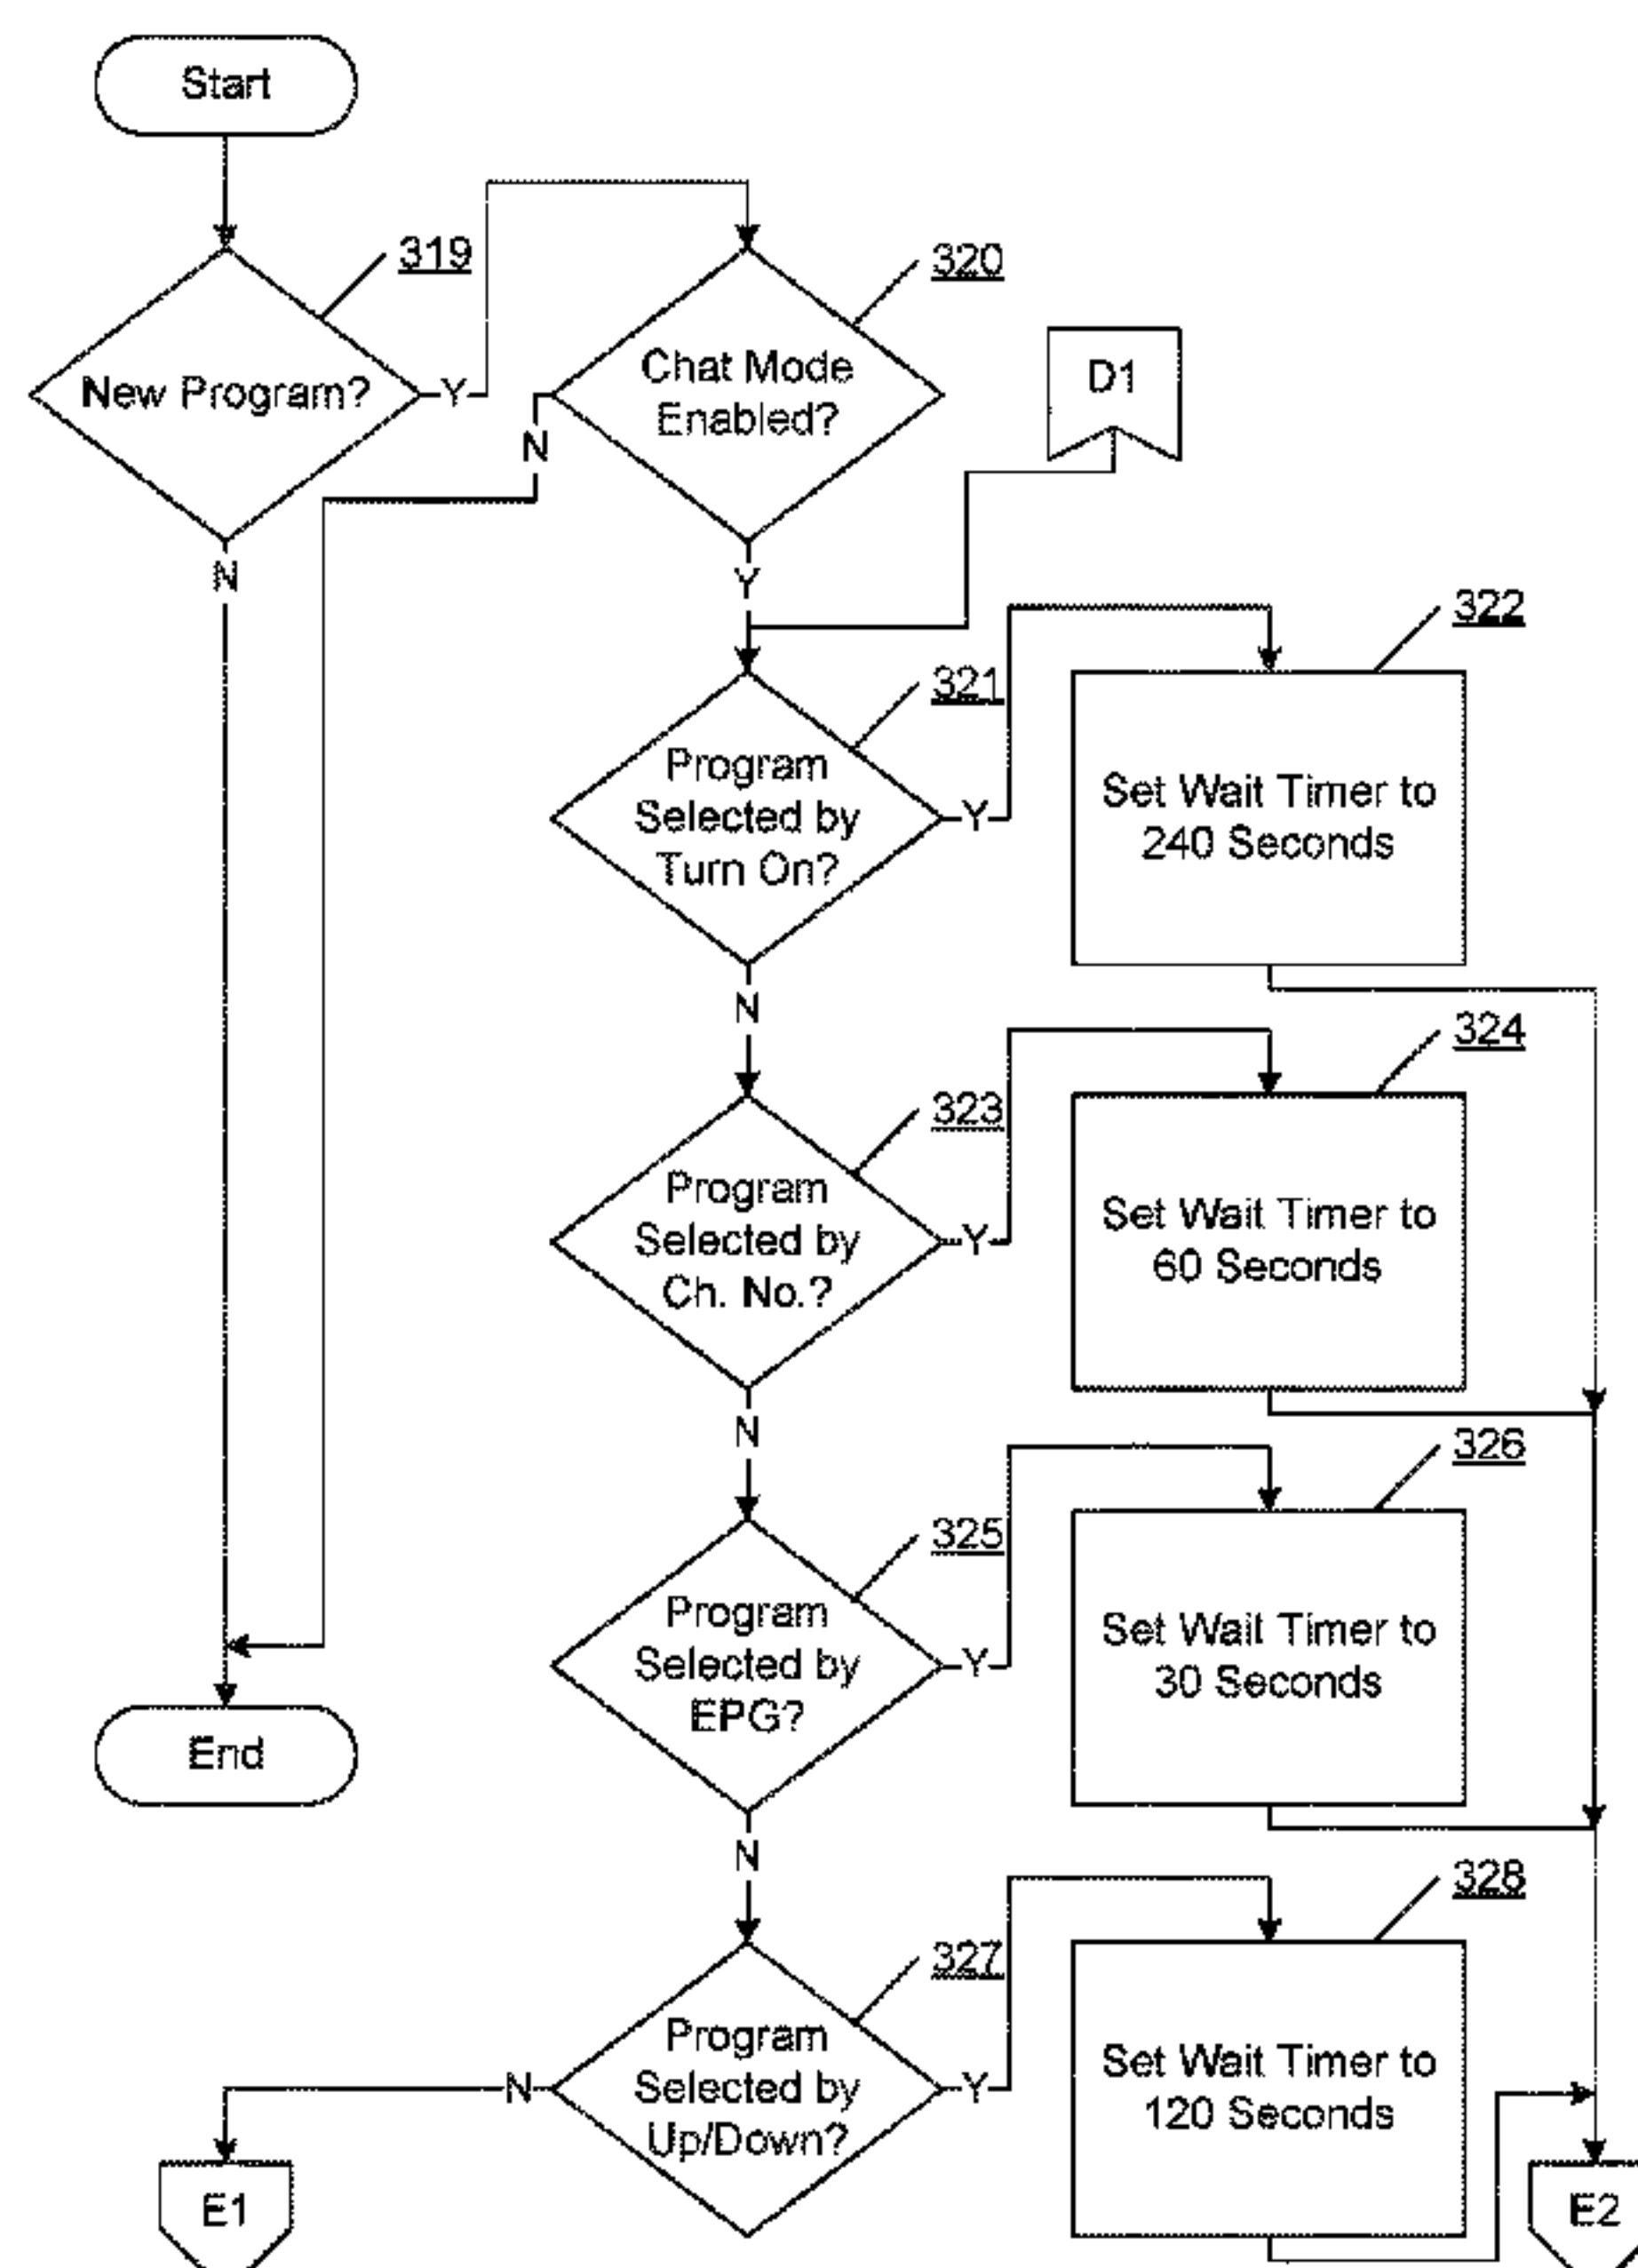 Start
319
New Program?
Y
N
320
Chat Mode
Enabled?
N
Y
D1
321
Program
Selected by
Turn On?
Y
N
322
Set Wait Timer to
240 Seconds
323
Program
Selected by
Ch. No.?
Y
N
324
Set Wait Timer to
60 Seconds
325
Program
Selected by
EPG?
Y
N
326
Set Wait Timer to
30 Seconds
End
327
Program
Selected by
Up/Down?
N
Y
328
Set Wait Timer to
120 Seconds
E1
E2